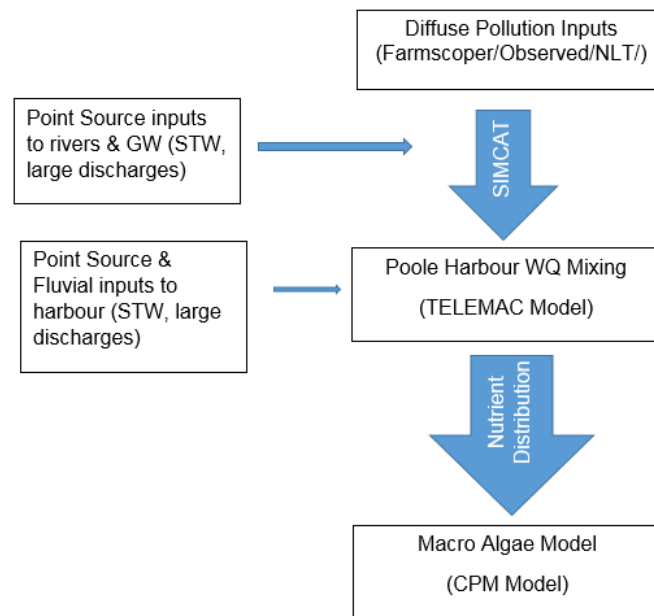 Diffuse Pollution Inputs
(Farmscoper/Observed/NLT/)
Point Source inputs
to rivers & GW (STW,
large discharges)
SIMCAT
Point Source &
Fluvial inputs to
harbour (STW, large
discharges)
Poole Harbour WQ Mixing
(TELEMAC Model)
Nutrient
Distribution
Macro Algae Model
(CPM Model)